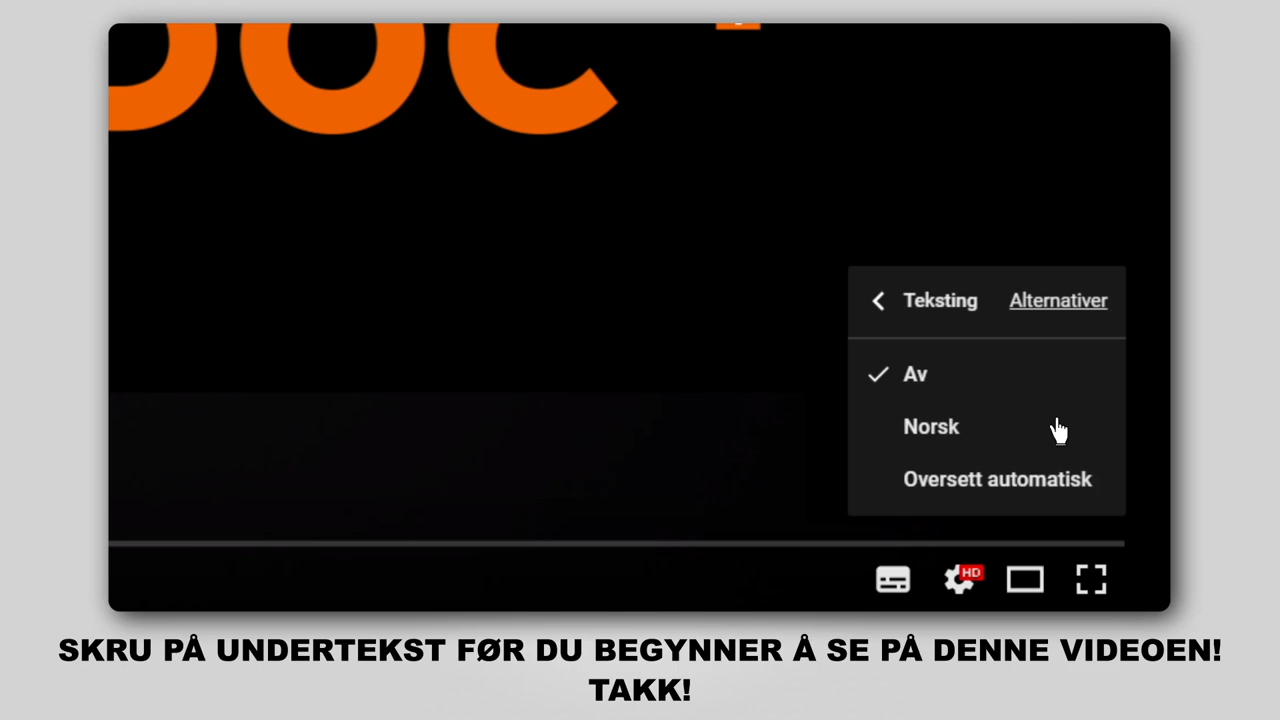 Teksting Alternativer
Av
Norsk
Oversett automatisk
HD
SKRU PÅ UNDERTEKST FØR DU BEGYNNER Å SE PÅ DENNE VIDEOEN!
TAKK!